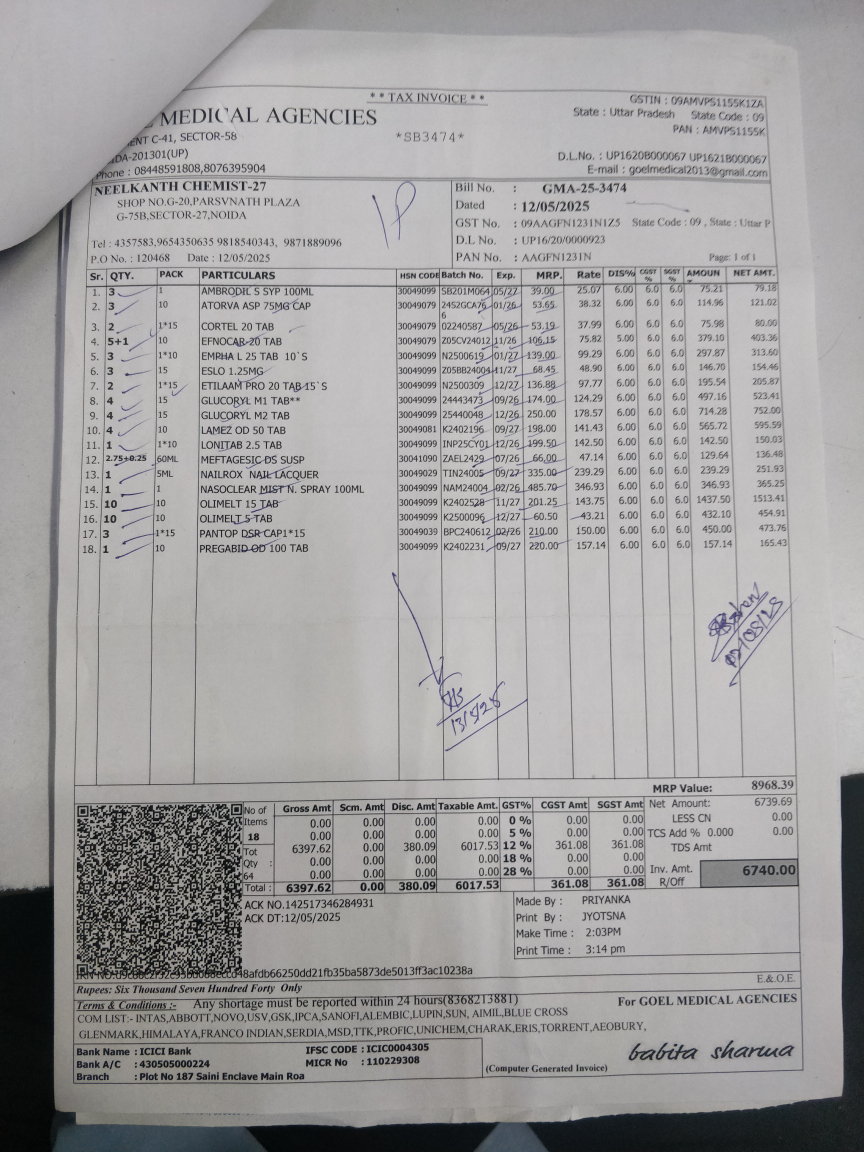 * * TAX INVOICE * *
GSTIN : 09AMVPS1155K1ZA
MEDICAL AGENCIES
State : Uttar Pradesh State Code : 09
*SB3474*
PAN : AMVPS1155K
C-41, SECTOR-58
-201301(UP)
D.L.No. : UP1620B000067 UP1621B000067
Phone : 08448591808,8076395904
E-mail : goelmedical2013@gmail.com
NEELKANTH CHEMIST-27
SHOP NO.G-20,PARSVNATH PLAZA
G-75B,SECTOR-27,NOIDA
Tel : 4357583,9654350635 9818540343, 9871889096
P.O No. : 120468 Date : 12/05/2025
Bill No. : GMA-25-3474
Dated : 12/05/2025
GST No. : 09AAGFN1231N1Z5 State Code : 09 , State : Uttar P
D.L No. : UP16/20/0000923
PAN No. : AAGFN1231N Page: 1 of 1
Sr. QTY. PACK PARTICULARS HSN CODE Batch No. Exp. MRP. Rate DIS% CGST % SGST % AMOUN NET AMT.
1. 3 1 AMBRODIL S SYP 100ML 30049099 SB201M064 05/27 39.00 25.07 6.00 6.0 6.0 75.21 79.18
2. 3 10 ATORVA ASP 75MG CAP 30049079 2452GCA76 01/26 53.65 38.32 6.00 6.0 6.0 114.96 121.02
6
3. 2 1*15 CORTEL 20 TAB 30049079 02240587 05/26 53.19 37.99 6.00 6.0 6.0 75.98 80.00
4. 5+1 10 EFNOCAR 20 TAB 30049079 Z05CV24012 11/26 106.15 75.82 5.00 6.0 6.0 379.10 403.36
5. 3 1*10 EMPHA L 25 TAB 10`S 30049099 N2500619 01/27 139.00 99.29 6.00 6.0 6.0 297.87 313.60
6. 3 15 ESLO 1.25MG 30049079 Z05BB24004 11/27 68.45 48.90 6.00 6.0 6.0 146.70 154.46
7. 2 1*15 ETILAAM PRO 20 TAB 15`S 30049099 N2500309 12/27 136.88 97.77 6.00 6.0 6.0 195.54 205.87
8. 4 15 GLUCORYL M1 TAB** 30049099 24443473 09/26 174.00 124.29 6.00 6.0 6.0 497.16 523.41
9. 4 15 GLUCORYL M2 TAB 30049099 25440048 12/26 250.00 178.57 6.00 6.0 6.0 714.28 752.00
10. 4 10 LAMEZ OD 50 TAB 30049081 K2402196 09/27 198.00 141.43 6.00 6.0 6.0 565.72 595.59
11. 1 1*10 LONITAB 2.5 TAB 30049099 INP25CY01 12/26 199.50 142.50 6.00 6.0 6.0 142.50 150.03
12. 2.75+0.25 60ML MEFTAGESIC DS SUSP 30041090 ZAEL2429 07/26 66.00 47.14 6.00 6.0 6.0 129.64 136.48
13. 1 5ML NAILROX NAIL LACQUER 30049029 TIN24005 09/27 335.00 239.29 6.00 6.0 6.0 239.29 251.93
14. 1 1 NASOCLEAR MIST N. SPRAY 100ML 30049099 NAM24004 02/26 485.70 346.93 6.00 6.0 6.0 346.93 365.25
15. 10 10 OLIMELT 15 TAB 30049099 K2402528 11/27 201.25 143.75 6.00 6.0 6.0 1437.50 1513.41
16. 10 10 OLIMELT 5 TAB 30049099 K2500096 12/27 60.50 43.21 6.00 6.0 6.0 432.10 454.91
17. 3 1*15 PANTOP DSR CAP1*15 30049039 BPC240612 02/26 210.00 150.00 6.00 6.0 6.0 450.00 473.76
18. 1 10 PREGABID OD 100 TAB 30049099 K2402231 09/27 220.00 157.14 6.00 6.0 6.0 157.14 165.43
13/5/25
MRP Value: 8968.39
No of Items 18
Tot Qty : 64
Gross Amt Scm. Amt Disc. Amt Taxable Amt. GST% CGST Amt SGST Amt
0.00 0.00 0.00 0.00 0 % 0.00 0.00
0.00 0.00 0.00 0.00 5 % 0.00 0.00
6397.62 0.00 380.09 6017.53 12 % 361.08 361.08
0.00 0.00 0.00 0.00 18 % 0.00 0.00
0.00 0.00 0.00 0.00 28 % 0.00 0.00
Total : 6397.62 0.00 380.09 6017.53 361.08 361.08
Net Amount: 6739.69
LESS CN 0.00
TCS Add % 0.000 0.00
TDS Amt
Inv. Amt. 6740.00
R/Off
ACK NO.142517346284931
ACK DT:12/05/2025
Made By : PRIYANKA
Print By : JYOTSNA
Make Time : 2:03PM
Print Time : 3:14 pm
E.& O.E.
Rupees: Six Thousand Seven Hundred Forty Only
Terms & Conditions :- Any shortage must be reported within 24 hours(8368213881)
For GOEL MEDICAL AGENCIES
COM LIST:- INTAS,ABBOTT,NOVO,USV,GSK,IPCA,SANOFI,ALEMBIC,LUPIN,SUN, AIMIL,BLUE CROSS
GLENMARK,HIMALAYA,FRANCO INDIAN,SERDIA,MSD,TTK,PROFIC,UNICHEM,CHARAK,ERIS,TORRENT,AEOBURY,
Bank Name : ICICI Bank IFSC CODE : ICIC0004305
Bank A/C : 430505000224 MICR No : 110229308
Branch : Plot No 187 Saini Enclave Main Roa
(Computer Generated Invoice)
babita sharma